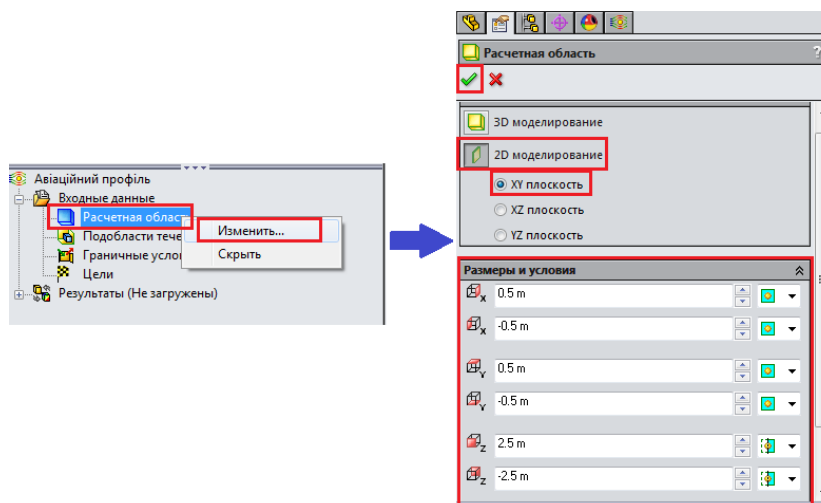 Авіаційний профіль
Входные данные
Расчетная област
Подобласти тече
Граничные усло
Цели
Результаты (Не загружены)
Изменить...
Скрыть
Расчетная область
?
3D моделирование
2D моделирование
XY плоскость
XZ плоскость
YZ плоскость
Размеры и условия
X 0.5 m
X -0.5 m
Y 0.5 m
Y -0.5 m
Z 2.5 m
Z -2.5 m